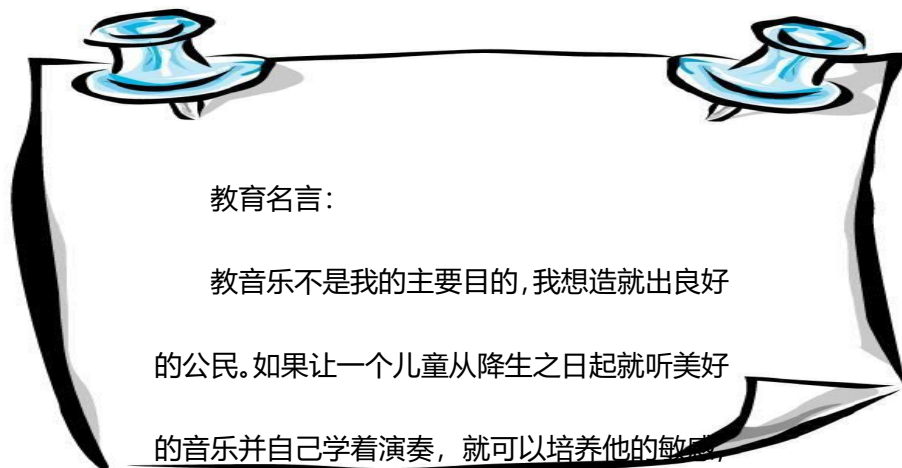 教育名言：
教音乐不是我的主要目的，我想造就出良好
的公民。如果让一个儿童从降生之日起就听美好
的音乐并自己学着演奏，就可以培养他的敏感，